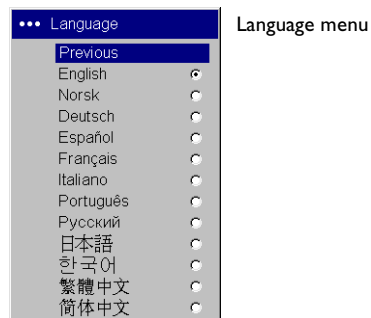 ••• Language
Language menu
Previous
English
Norsk
Deutsch
Español
Français
Italiano
Português
Русский
日本語
한국어
繁體中文
简体中文